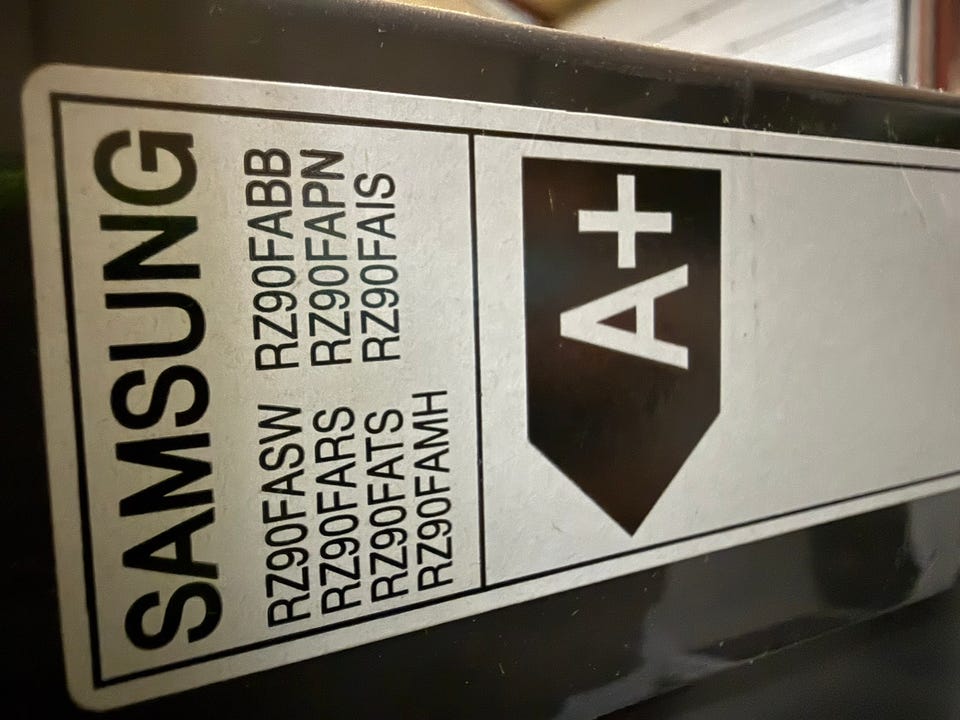 SAMSUNG
RZ90FASW RZ90FABB
RZ90FARS RZ90FAPN
RZ90FATS RZ90FAIS
RZ90FAMH
A+